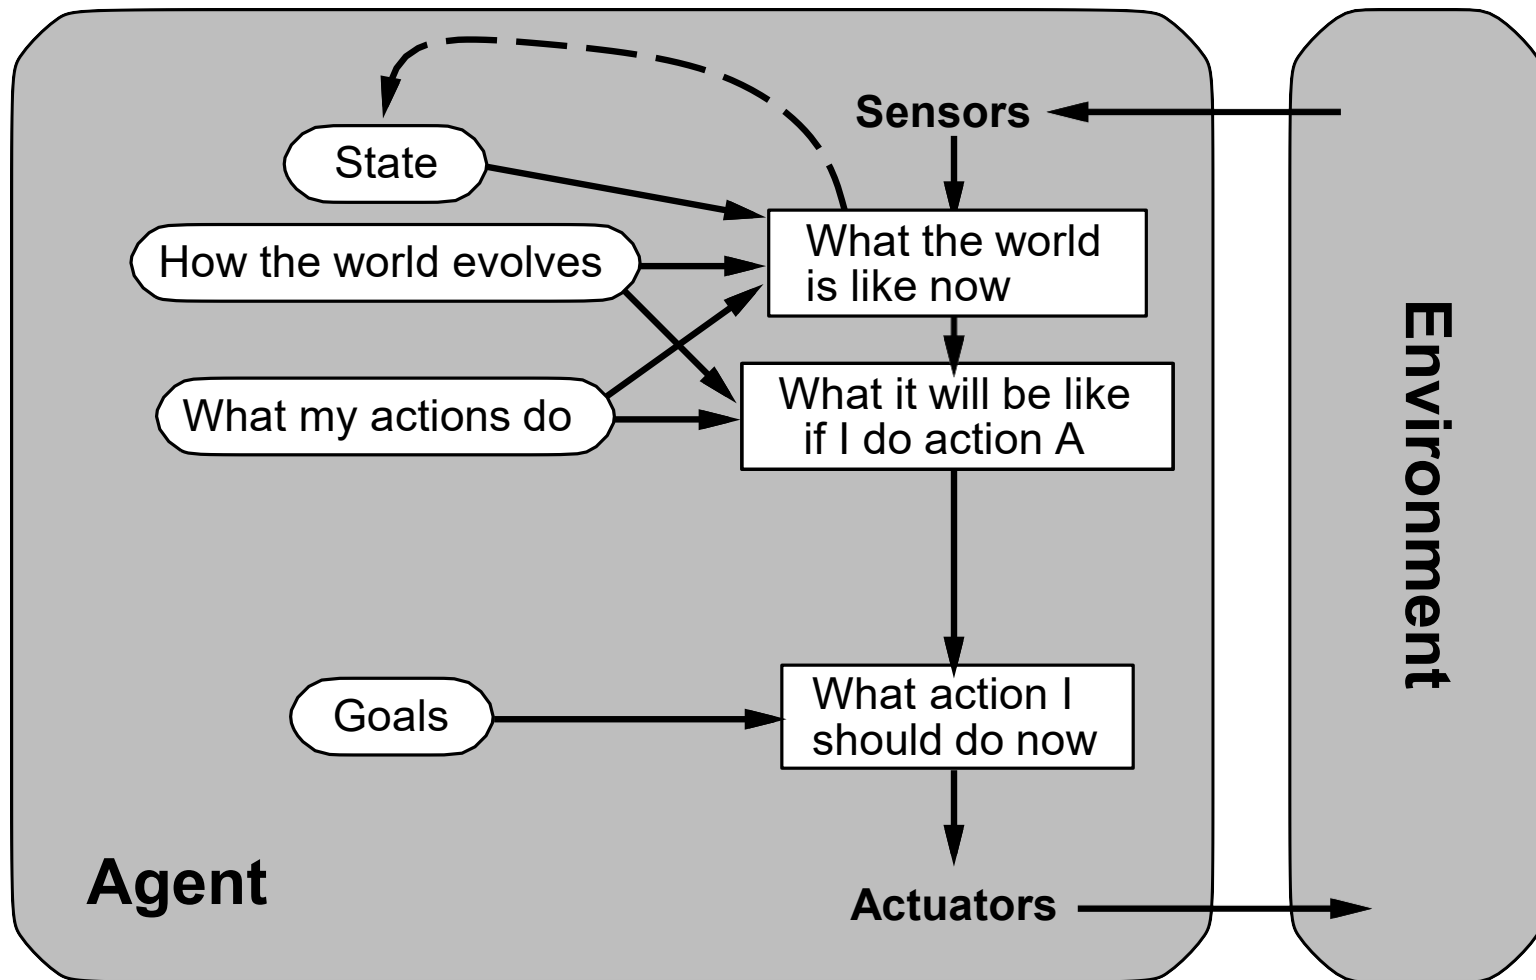 Sensors
State
What the world
is like now
How the world evolves
What it will be like
if I do action A
What my actions do
Environment
What action I
should do now
Goals
Agent
Actuators